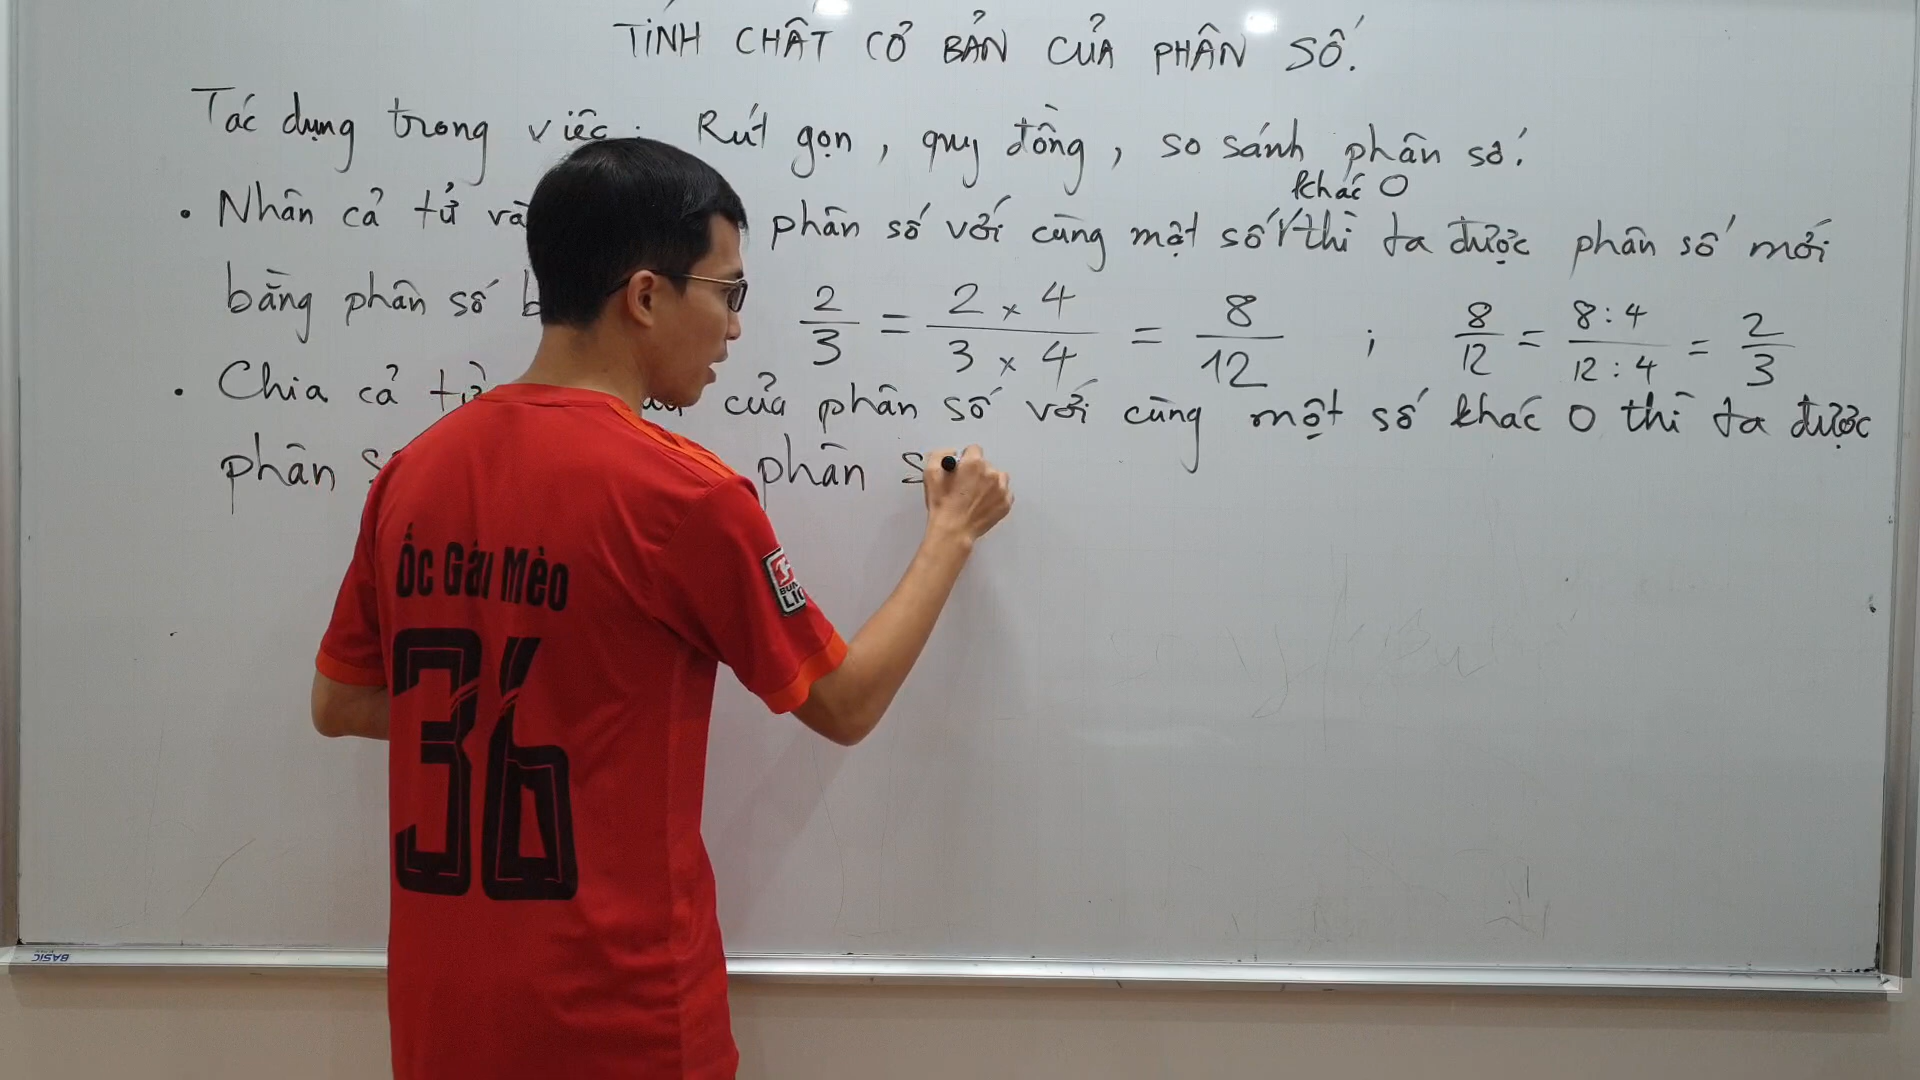 TÍNH CHẤT CƠ BẢN CỦA PHÂN SỐ.
Tác dụng trong việc: Rút gọn, quy đồng, so sánh phân số.
khác 0
• Nhân cả tử và phân số với cùng một số thì ta được phân số mới
bằng phân số 2/3 = (2 x 4)/(3 x 4) = 8/12 ; 8/12 = (8 : 4)/(12 : 4) = 2/3
• Chia cả tử của phân số với cùng một số khác 0 thì ta được
phân phân
Ốc Gấu Mèo
36
BASIC